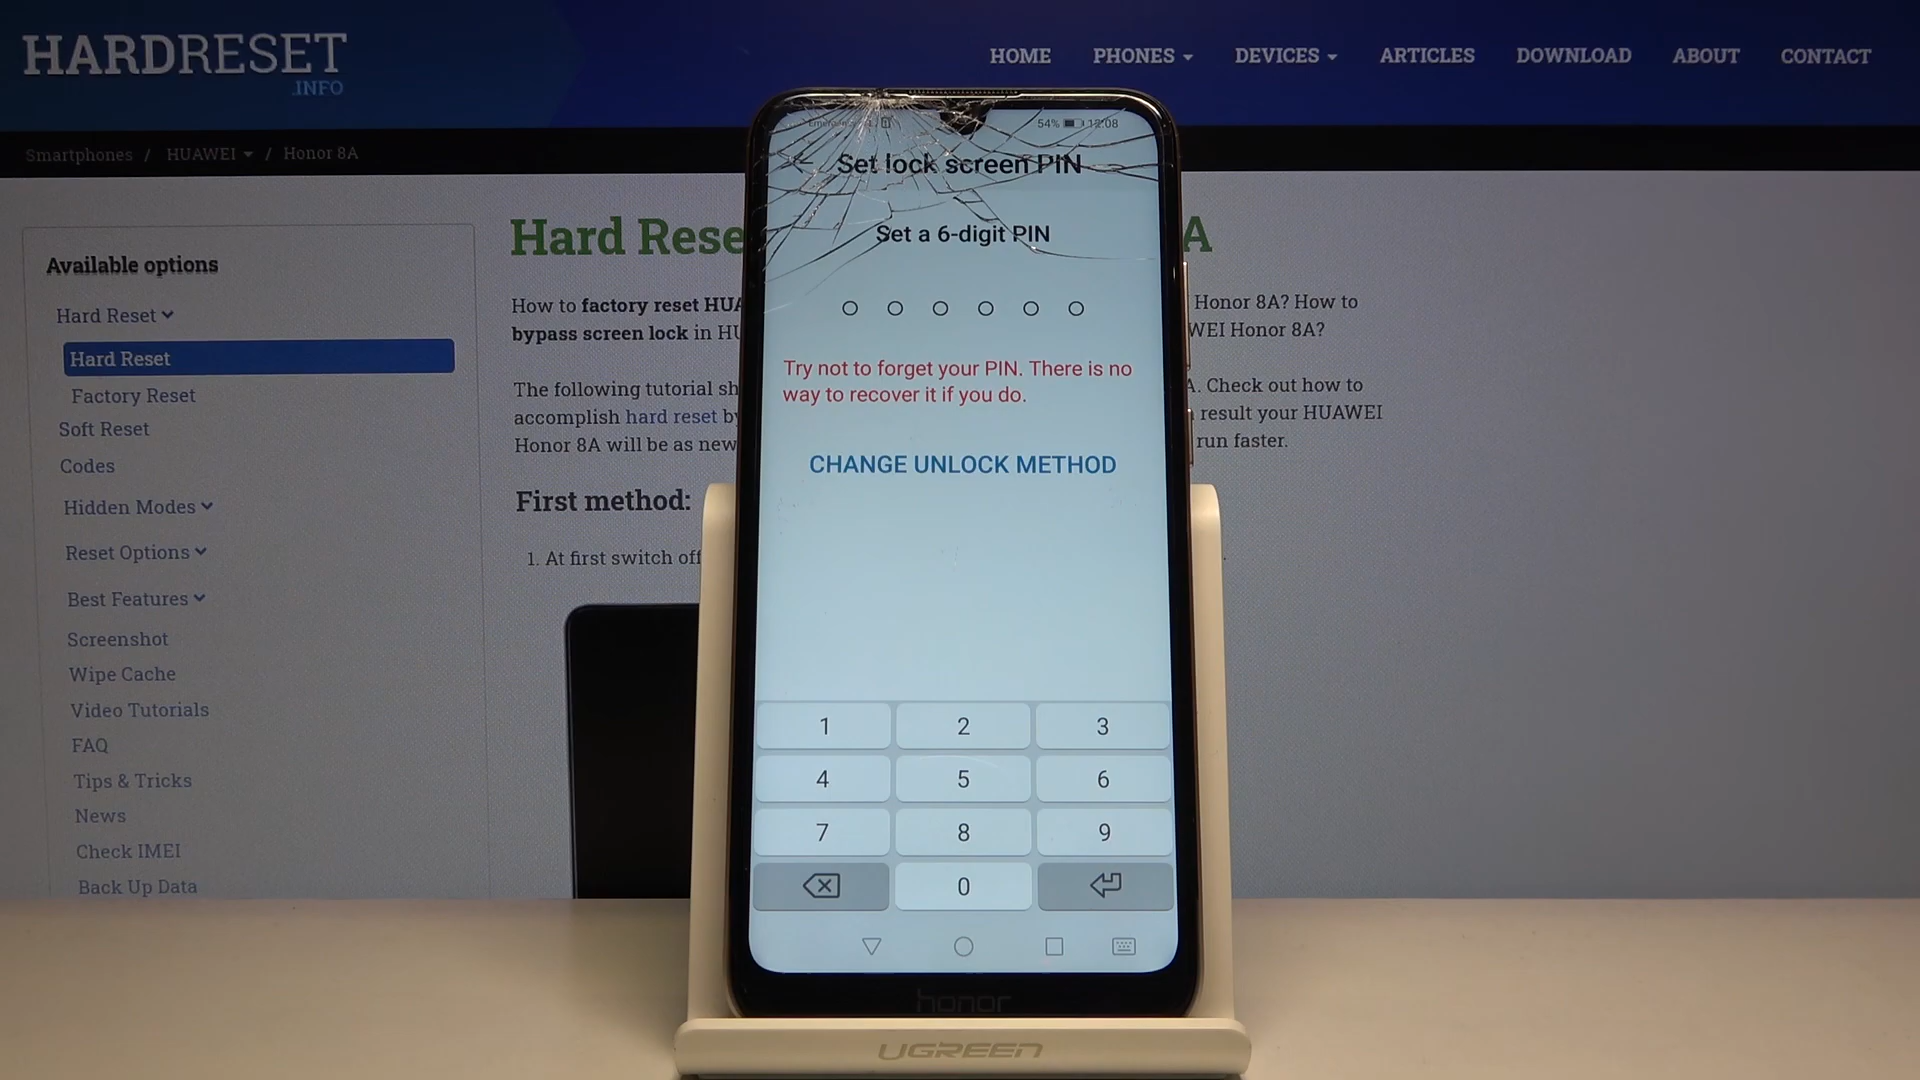 HARDRESET
.INFO
HOME PHONES DEVICES ARTICLES DOWNLOAD ABOUT CONTACT
Smartphones / HUAWEI / Honor 8A
Available options
Hard Reset
Hard Reset
Factory Reset
Soft Reset
Codes
Hidden Modes
Reset Options
Best Features
Screenshot
Wipe Cache
Video Tutorials
FAQ
Tips & Tricks
News
Check IMEI
Back Up Data
Hard Rese A
How to factory reset HUA Honor 8A? How to
bypass screen lock in HU WEI Honor 8A?
The following tutorial sh A. Check out how to
accomplish hard reset by result your HUAWEI
Honor 8A will be as new run faster.
First method:
1. At first switch off
54% 12:08
Set lock screen PIN
Set a 6-digit PIN
Try not to forget your PIN. There is no
way to recover it if you do.
CHANGE UNLOCK METHOD
1 2 3
4 5 6
7 8 9
0
honor
UGREEN